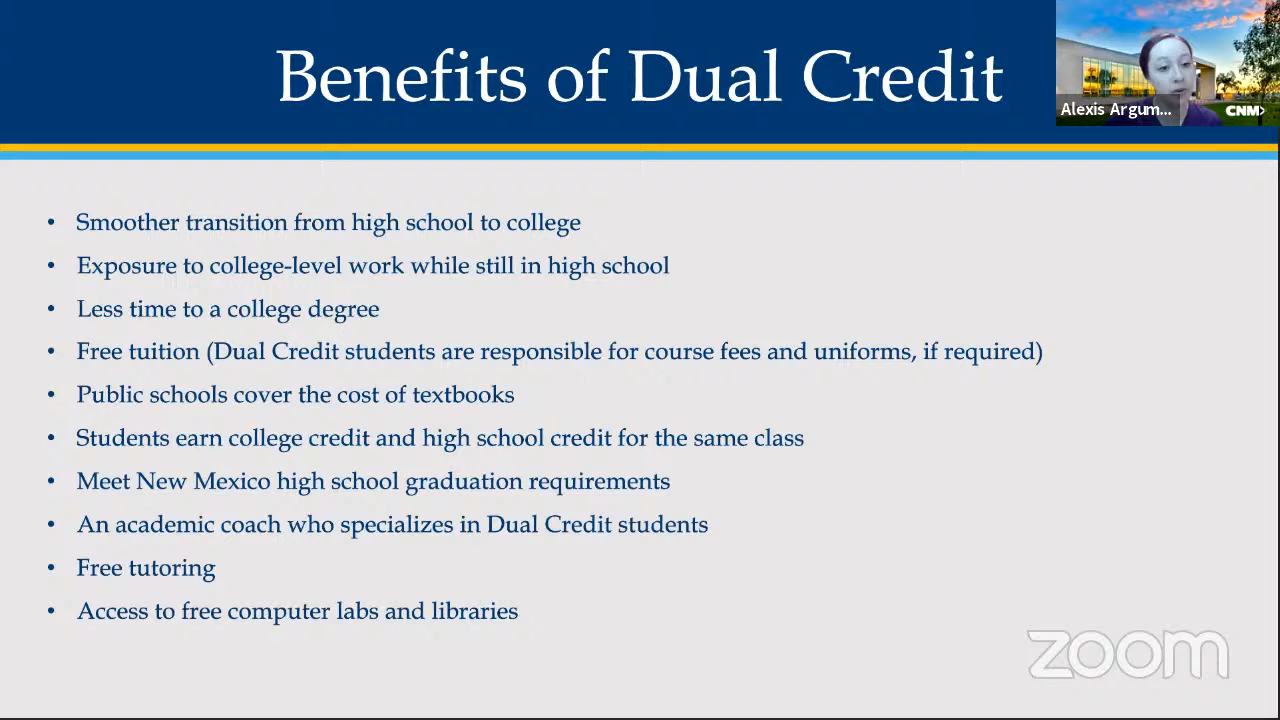 Benefits of Dual Credit
Alexis Argum...
CNM
• Smoother transition from high school to college
• Exposure to college-level work while still in high school
• Less time to a college degree
• Free tuition (Dual Credit students are responsible for course fees and uniforms, if required)
• Public schools cover the cost of textbooks
• Students earn college credit and high school credit for the same class
• Meet New Mexico high school graduation requirements
• An academic coach who specializes in Dual Credit students
• Free tutoring
• Access to free computer labs and libraries
zoom